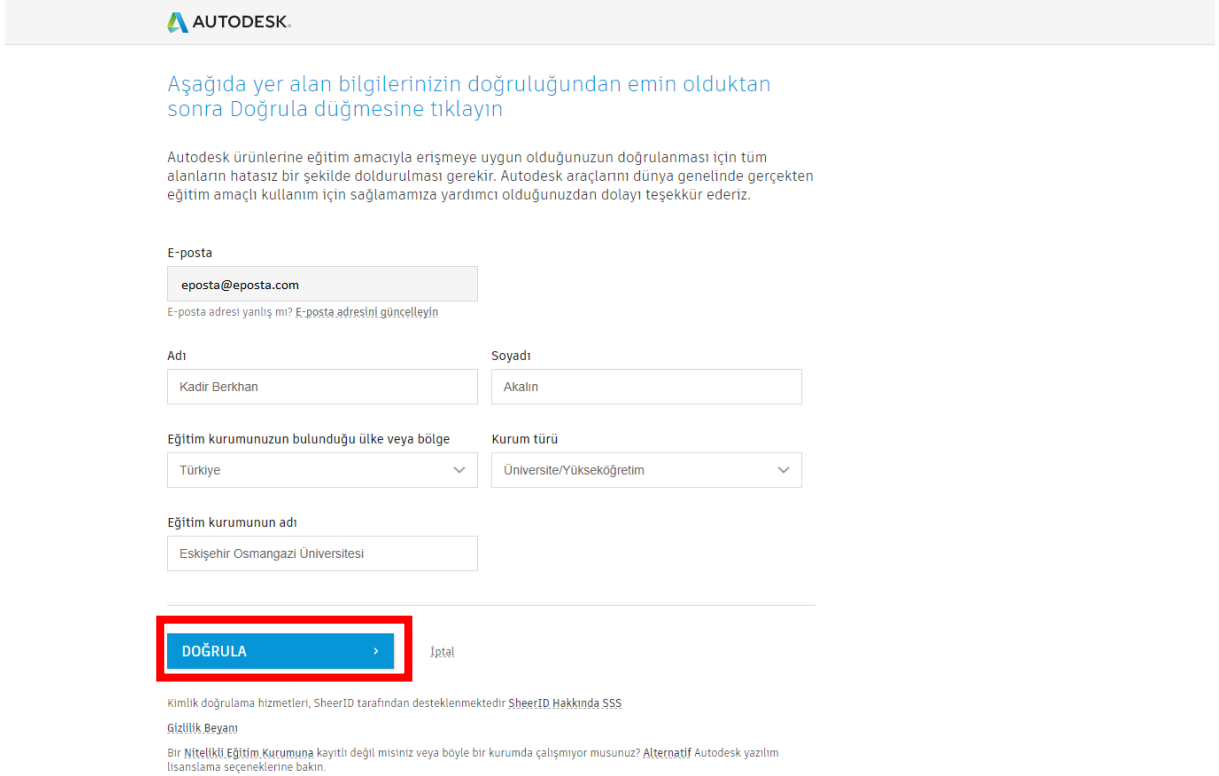 AUTODESK.
Aşağıda yer alan bilgilerinizin doğruluğundan emin olduktan
sonra Doğrula düğmesine tıklayın
Autodesk ürünlerine eğitim amacıyla erişmeye uygun olduğunuzun doğrulanması için tüm
alanların hatasız bir şekilde doldurulması gerekir. Autodesk araçlarını dünya genelinde gerçekten
eğitim amaçlı kullanım için sağlamamıza yardımcı olduğunuzdan dolayı teşekkür ederiz.
E-posta
eposta@eposta.com
E-posta adresi yanlış mı? E-posta adresini güncelleyin
Adı Soyadı
Kadir Berkhan Akalın
Eğitim kurumunuzun bulunduğu ülke veya bölge Kurum türü
Türkiye Üniversite/Yükseköğretim
Eğitim kurumunun adı
Eskişehir Osmangazi Üniversitesi
DOĞRULA › İptal
Kimlik doğrulama hizmetleri, SheerID tarafından desteklenmektedir SheerID Hakkında SSS
Gizlilik Beyanı
Bir Nitelikli Eğitim Kurumuna kayıtlı değil misiniz veya böyle bir kurumda çalışmıyor musunuz? Alternatif Autodesk yazılım
lisanslama seçeneklerine bakın.